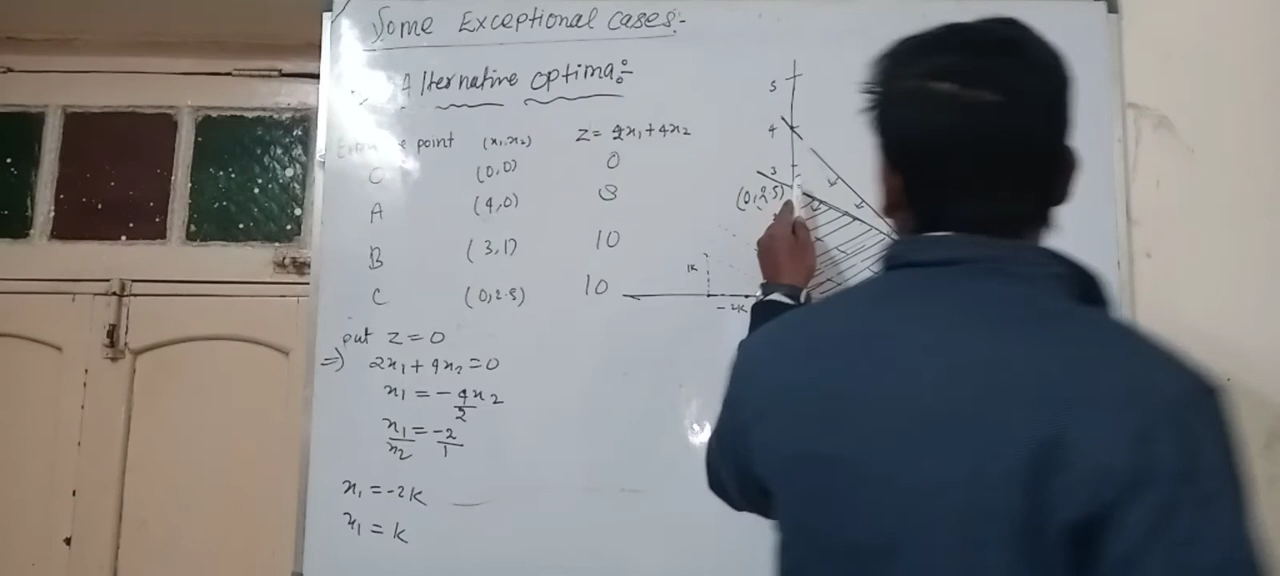 Some Exceptional cases:-
Alternative optima:-
point (x₁,x₂) Z = 2x₁+4x₂
O (0,0) 0
A (4,0) 8
B (3,1) 10
C (0,2.5) 10
put Z=0
=> 2x₁+4x₂=0
x₁ = -4x₂/2
x₁/x₂ = -2/1
x₁ = -2K
x₁ = K
5
4
3
(0,2.5)
1K
-2K